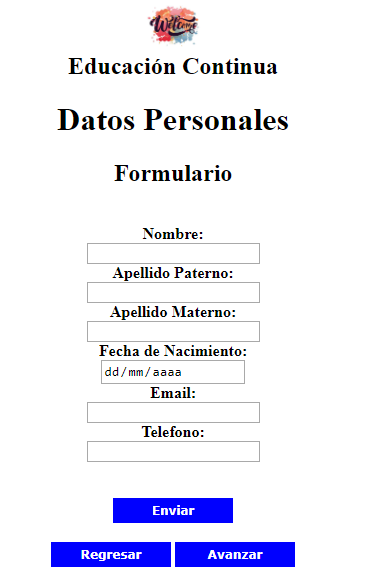 Welcome
Educación Continua
Datos Personales
Formulario
Nombre:
Apellido Paterno:
Apellido Materno:
Fecha de Nacimiento:
dd/mm/aaaa
Email:
Telefono:
Enviar
Regresar Avanzar